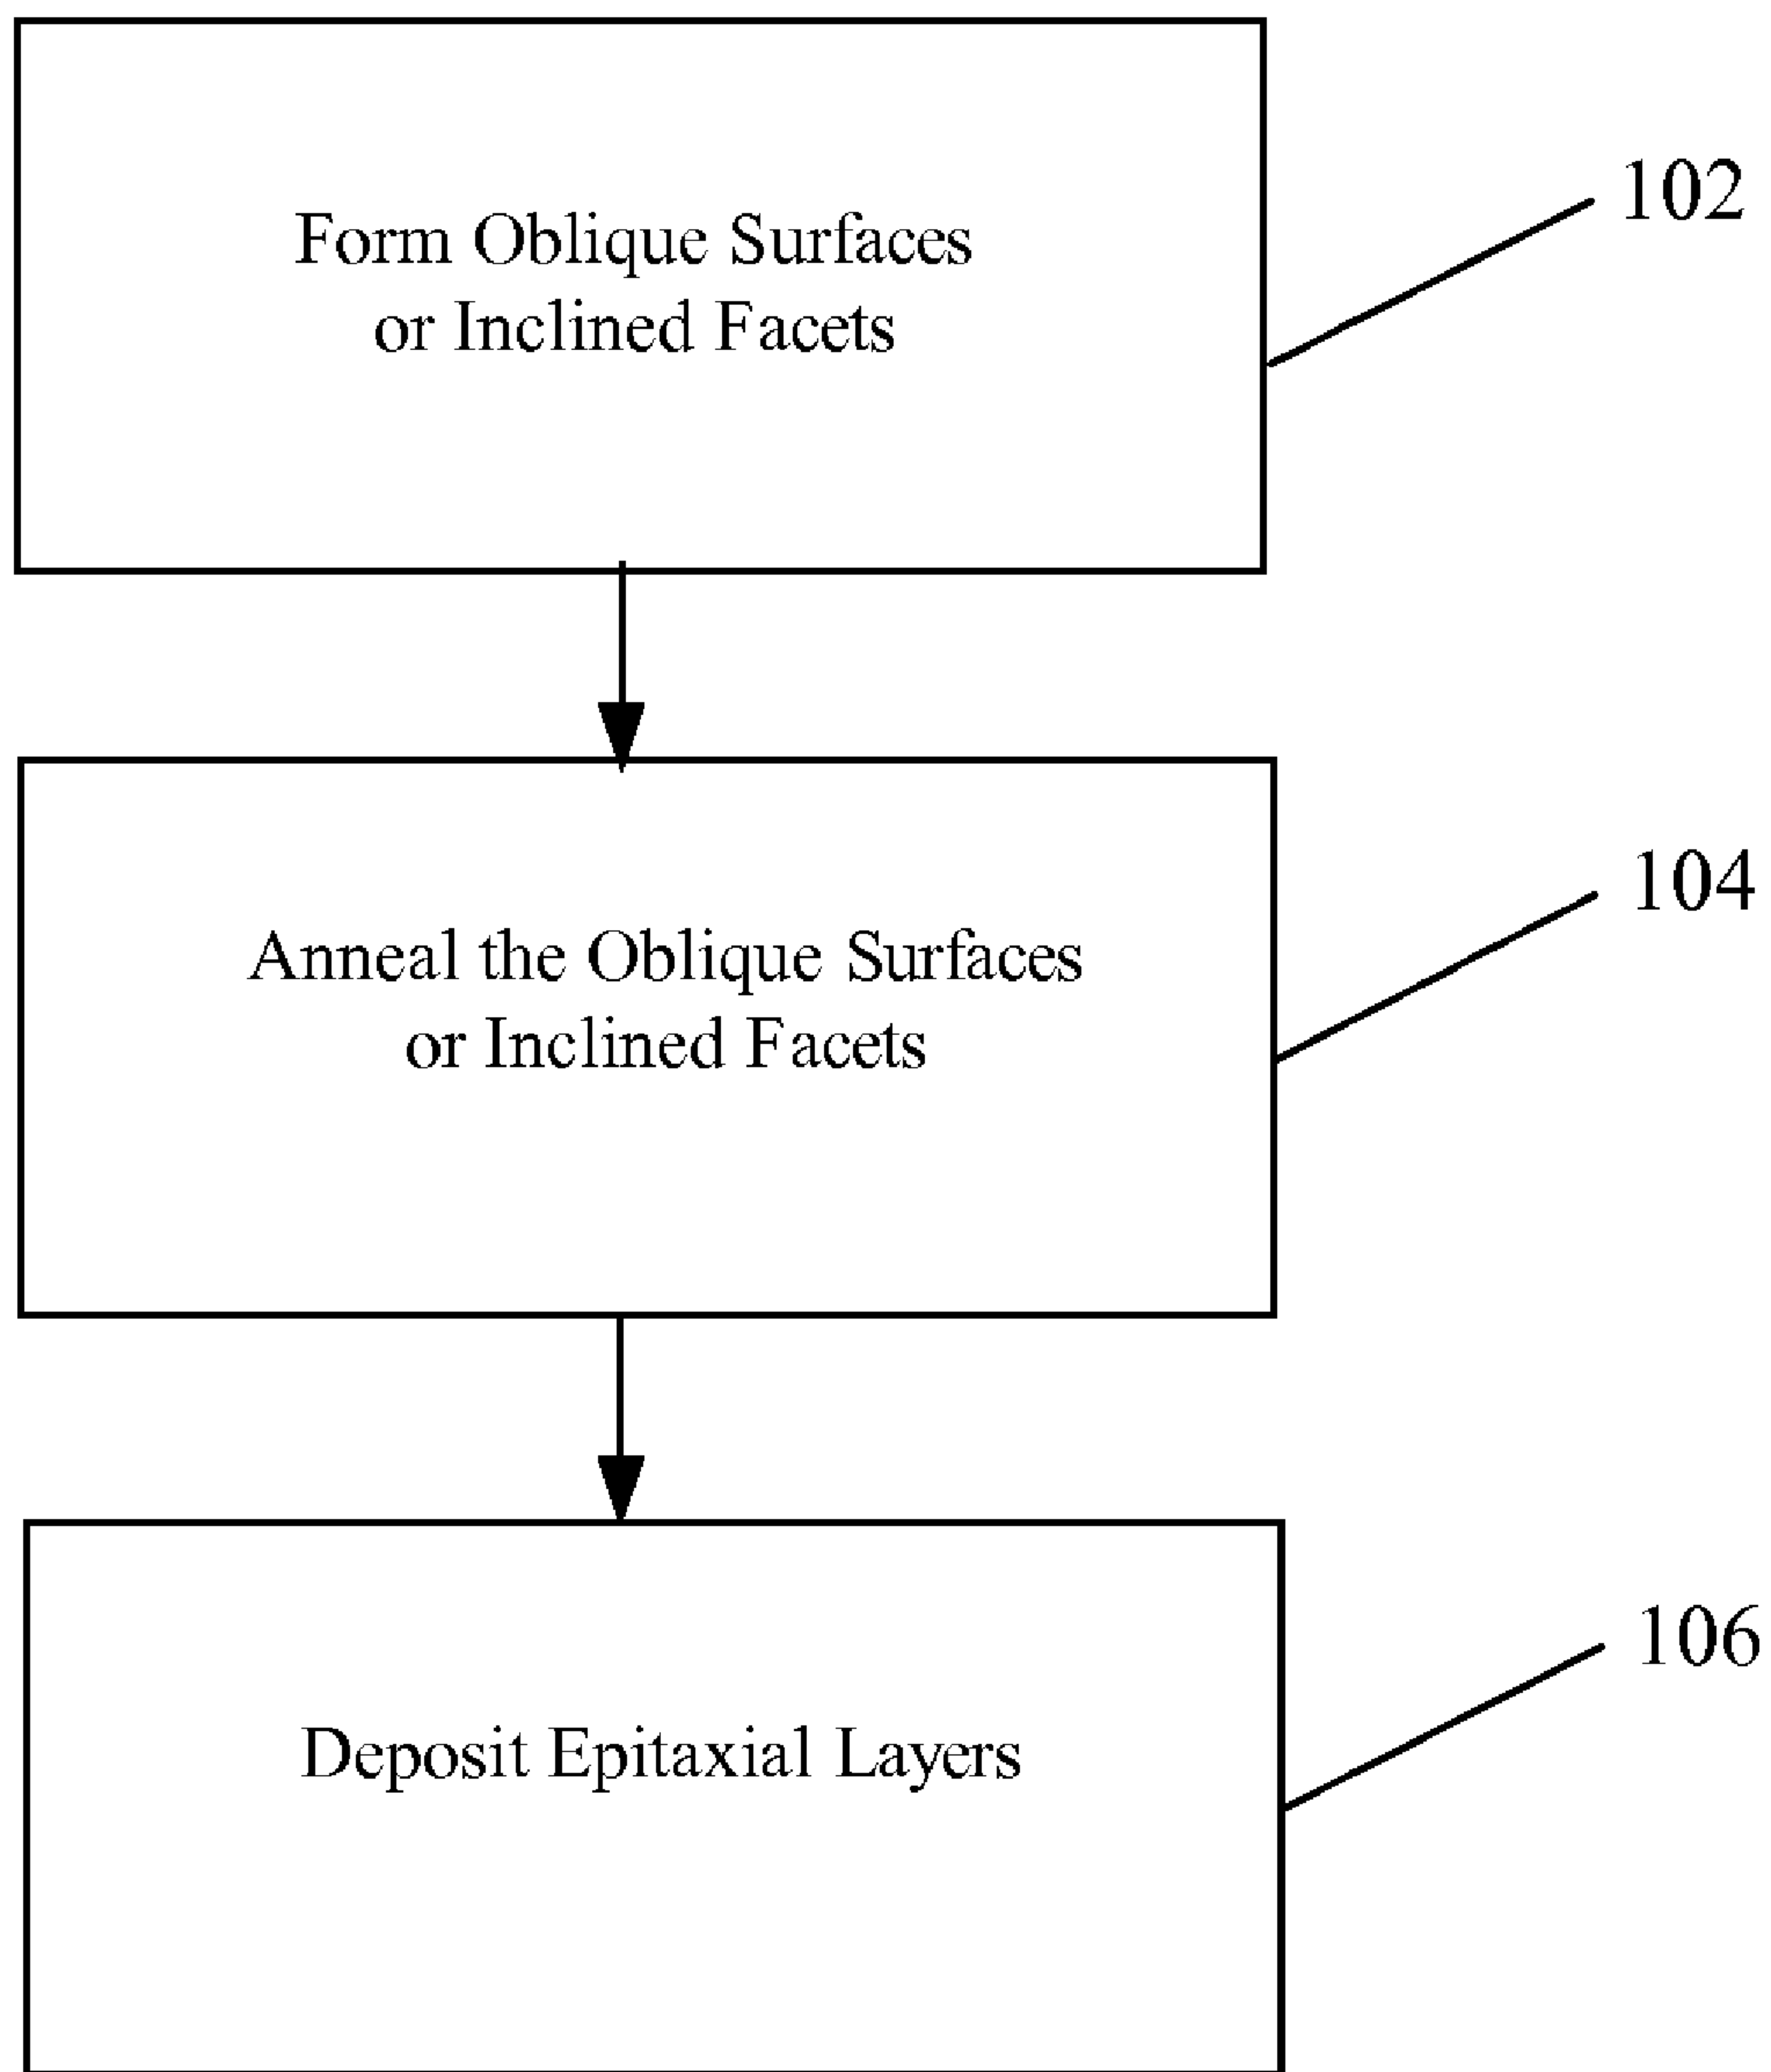 Form Oblique Surfaces
or Inclined Facets
102
Anneal the Oblique Surfaces
or Inclined Facets
104
Deposit Epitaxial Layers
106